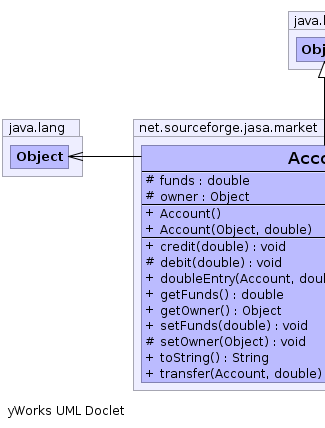 java.l
Obj
java.lang
Object
net.sourceforge.jasa.market
Acco
# funds : double
# owner : Object
+ Account()
+ Account(Object, double)
+ credit(double) : void
# debit(double) : void
+ doubleEntry(Account, doul
+ getFunds() : double
+ getOwner() : Object
+ setFunds(double) : void
# setOwner(Object) : void
+ toString() : String
+ transfer(Account, double)
yWorks UML Doclet